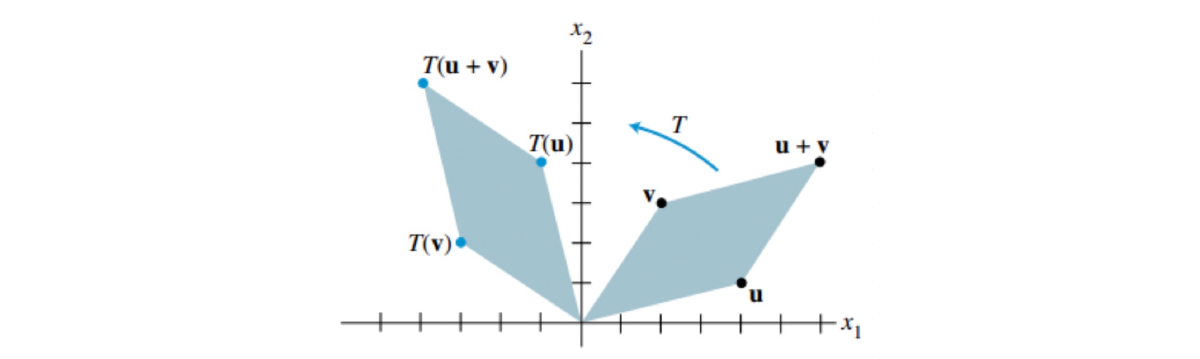 x₂
T(u + v)
T
T(u)
u + v
v
T(v)
u
x₁